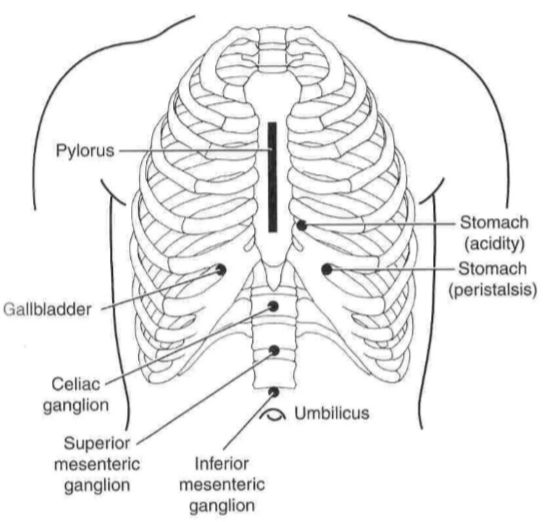 Pylorus
Stomach
(acidity)
Stomach
(peristalsis)
Gallbladder
Celiac
ganglion
Umbilicus
Superior
mesenteric
ganglion
Inferior
mesenteric
ganglion